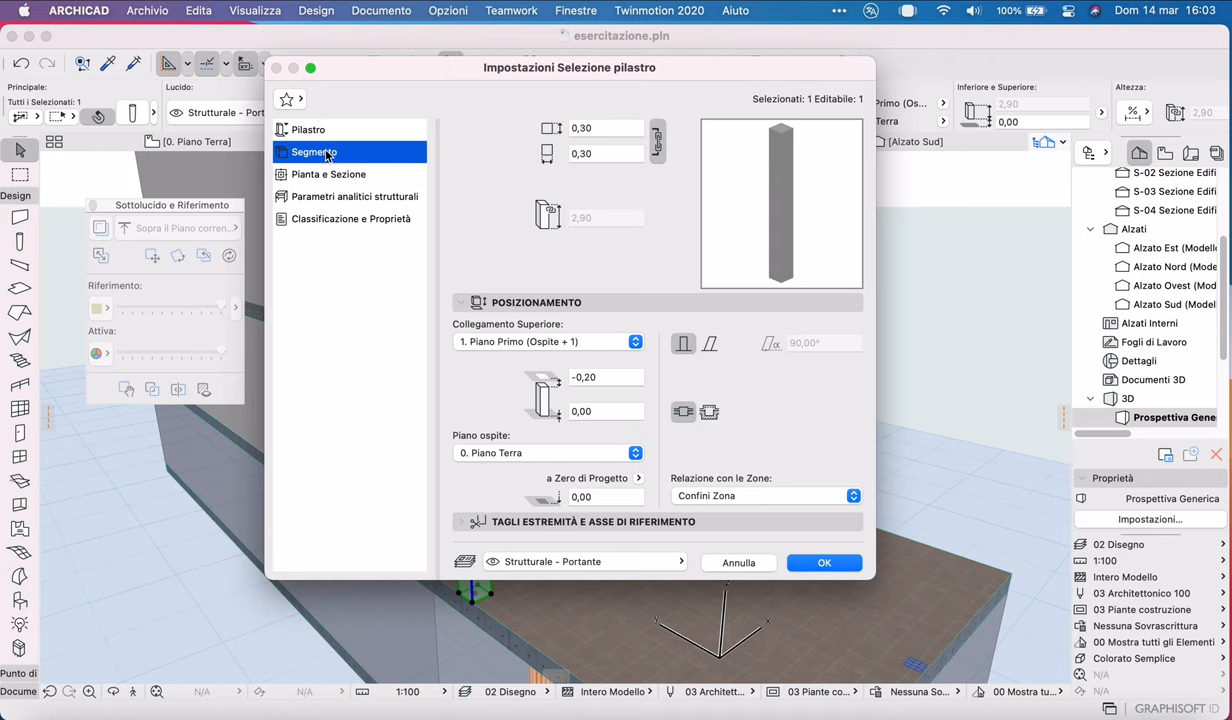 ARCHICAD Archivio Edita Visualizza Design Documento Opzioni Teamwork Finestre Twinmotion 2020 Aiuto ••• 100% Dom 14 mar 16:03
esercitazione.pln
Principale:
Tutti i Selezionati: 1
Lucido:
Strutturale - Port
Primo (Os...
Terra
Inferiore e Superiore:
2,90
0,00
Altezza:
2,90
[0. Piano Terra]
[Alzato Sud]
Design
Sottolucido e Riferimento
Sopra il Piano corren...
Riferimento:
Attiva:
Punto di
Docume
Impostazioni Selezione pilastro
Selezionati: 1 Editabile: 1
Pilastro
Segmento
Pianta e Sezione
Parametri analitici strutturali
Classificazione e Proprietà
0,30
0,30
2,90
POSIZIONAMENTO
Collegamento Superiore:
1. Piano Primo (Ospite + 1)
90,00°
-0,20
0,00
Piano ospite:
0. Piano Terra
a Zero di Progetto
0,00
Relazione con le Zone:
Confini Zona
TAGLI ESTREMITÀ E ASSE DI RIFERIMENTO
Strutturale - Portante
Annulla
OK
S-02 Sezione Edifi
S-03 Sezione Edifi
S-04 Sezione Edifi
Alzati
Alzato Est (Modell
Alzato Nord (Mode
Alzato Ovest (Mod
Alzato Sud (Model
Alzati Interni
Fogli di Lavoro
Dettagli
Documenti 3D
3D
Prospettiva Gene
Proprietà
Prospettiva Generica
Impostazioni...
02 Disegno
1:100
Intero Modello
03 Architettonico 100
03 Piante costruzione
Nessuna Sovrascrittura
00 Mostra tutti gli Elementi
Colorato Semplice
N/A
N/A
N/A N/A 1:100 02 Disegno Intero Modello 03 Architett... 03 Piante co... Nessuna So... 00 Mostra tu...
GRAPHISOFT ID